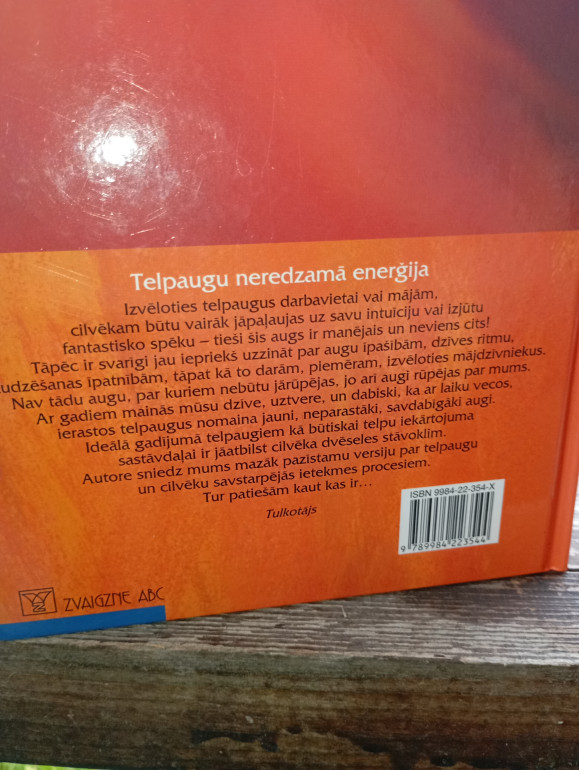 Telpaugu neredzamā enerģija
Izvēloties telpaugus darbavietai vai mājām,
cilvēkam būtu vairāk jāpaļaujas uz savu intuīciju vai izjūtu
fantastisko spēku – tieši šis augs ir manējais un neviens cits!
Tāpēc ir svarīgi jau iepriekš uzzināt par augu īpašībām, dzīves ritmu,
udzēšanas īpatnībām, tāpat kā to darām, piemēram, izvēloties mājdzīvniekus.
Nav tādu augu, par kuriem nebūtu jārūpējas, jo arī augi rūpējas par mums.
Ar gadiem mainās mūsu dzīve, uztvere, un dabiski, ka ar laiku vecos,
ierastos telpaugus nomaina jauni, neparastāki, savdabīgāki augi.
Ideālā gadījumā telpaugiem kā būtiskai telpu iekārtojuma
sastāvdaļai ir jāatbilst cilvēka dvēseles stāvoklim.
Autore sniedz mums mazāk pazīstamu versiju par telpaugu
un cilvēku savstarpējās ietekmes procesiem.
Tur patiešām kaut kas ir...
Tulkotājs
ISBN 9984-22-354-X
9 789984 223544
ZVAIGZNE ABC